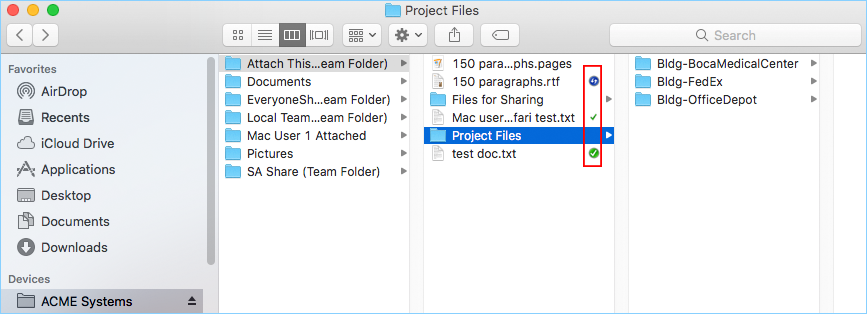 Project Files
Search
Favorites
AirDrop
Recents
iCloud Drive
Applications
Desktop
Documents
Downloads
Devices
ACME Systems
Attach This...eam Folder)
Documents
EveryoneSh...eam Folder)
Local Team...eam Folder)
Mac User 1 Attached
Pictures
SA Share (Team Folder)
150 para...phs.pages
150 paragraphs.rtf
Files for Sharing
Mac user...fari test.txt
Project Files
test doc.txt
Bldg-BocaMedicalCenter
Bldg-FedEx
Bldg-OfficeDepot